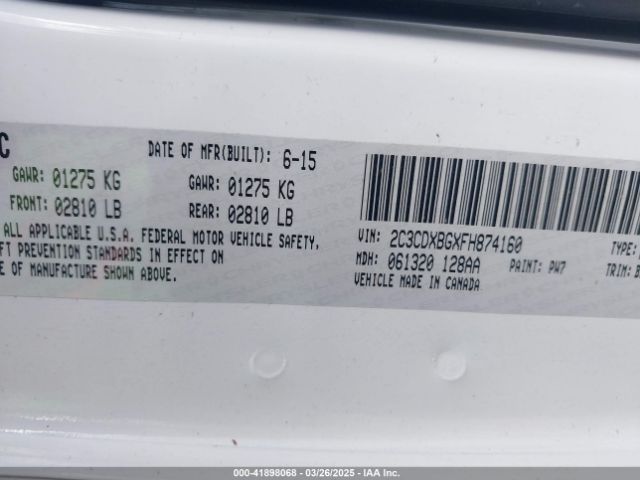 C
DATE OF MFR(BUILT): 6-15
GAWR: 01275 KG
GAWR: 01275 KG
FRONT: 02810 LB
REAR: 02810 LB
ALL APPLICABLE U.S.A. FEDERAL MOTOR VEHICLE SAFETY,
FT PREVENTION STANDARDS IN EFFECT ON
E OF MANUFACTURE SHOWN ABOVE.
VIN: 2C3CDXBGXFH874160
TYPE:
MDH: 061320 128AA
PAINT: PW7
TRIM:
VEHICLE MADE IN CANADA
000-41898068 | 03/26/2025 - IAA Inc.